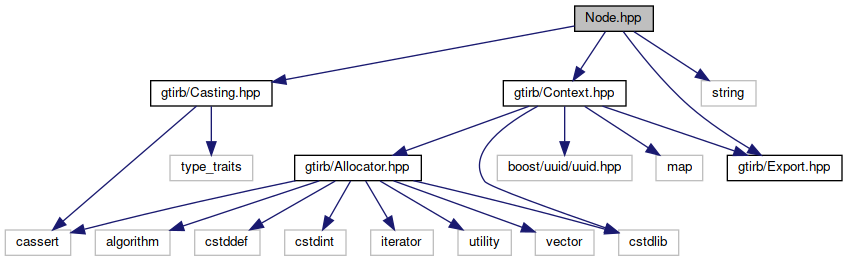 Node.hpp
gtirb/Casting.hpp
gtirb/Context.hpp
string
type_traits
gtirb/Allocator.hpp
boost/uuid/uuid.hpp
map
gtirb/Export.hpp
cassert
algorithm
cstddef
cstdint
iterator
utility
vector
cstdlib